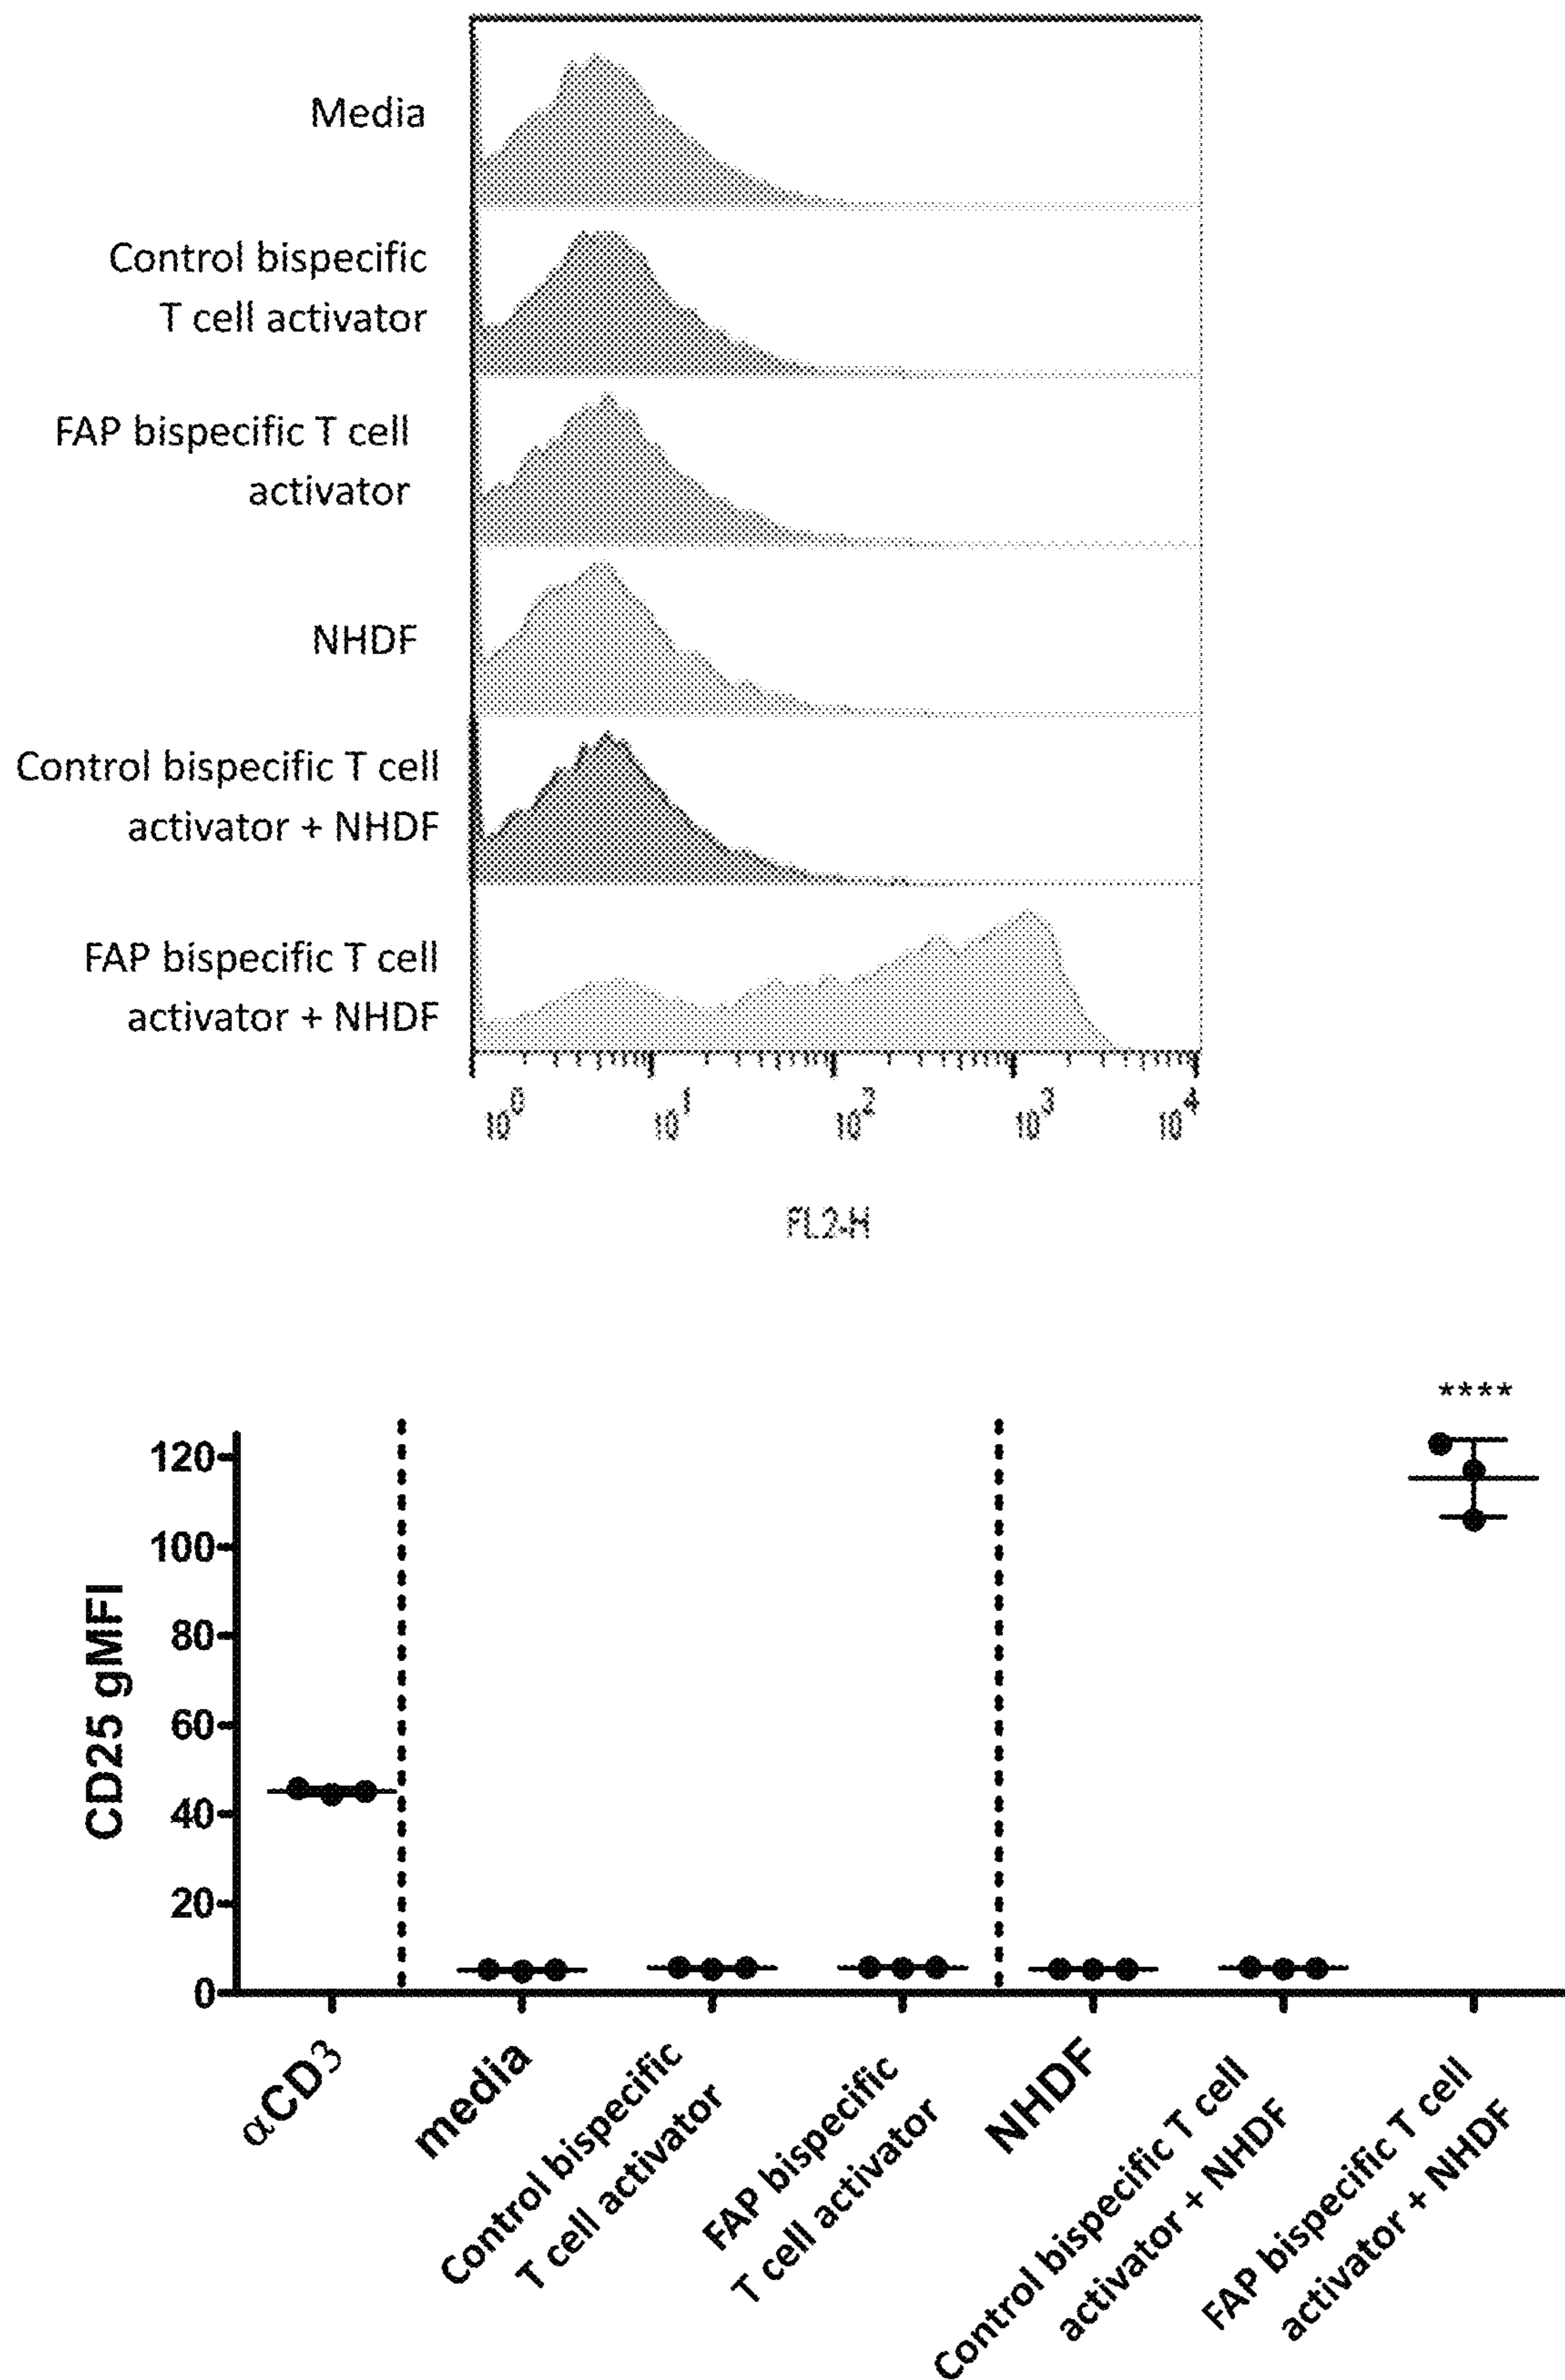 Media
Control bispecific
T cell activator
FAP bispecific T cell
activator
NHDF
Control bispecific T cell
activator + NHDF
FAP bispecific T cell
activator + NHDF
10^0 10^1 10^2 10^3 10^4
FL2-H
****
120
100
80
60
40
20
0
CD25 gMFI
αCD3
media
Control bispecific
T cell activator
FAP bispecific
T cell activator
NHDF
Control bispecific T cell
activator + NHDF
FAP bispecific T cell
activator + NHDF